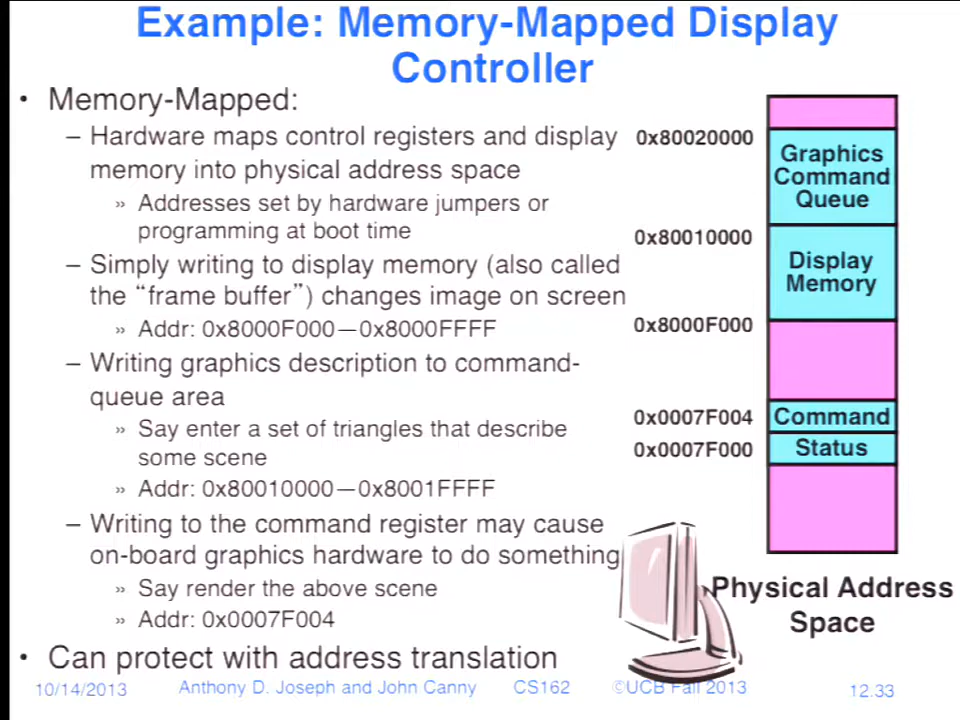 Example: Memory-Mapped Display
Controller
• Memory-Mapped:
– Hardware maps control registers and display
memory into physical address space
» Addresses set by hardware jumpers or
programming at boot time
– Simply writing to display memory (also called
the “frame buffer”) changes image on screen
» Addr: 0x8000F000—0x8000FFFF
– Writing graphics description to command-
queue area
» Say enter a set of triangles that describe
some scene
» Addr: 0x80010000—0x8001FFFF
– Writing to the command register may cause
on-board graphics hardware to do something
» Say render the above scene
» Addr: 0x0007F004
• Can protect with address translation
0x80020000
Graphics
Command
Queue
0x80010000
Display
Memory
0x8000F000
0x0007F004 Command
0x0007F000 Status
Physical Address
Space
10/14/2013 Anthony D. Joseph and John Canny CS162 ©UCB Fall 2013 12.33